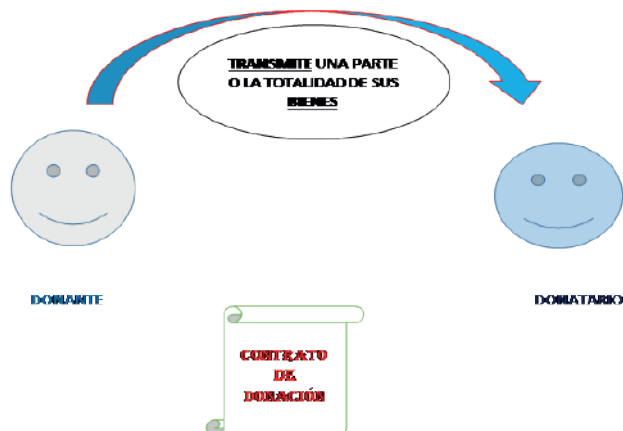 TRANSMITE UNA PARTE
O LA TOTALIDAD DE SUS
BIENES
DONANTE
DONATARIO
CONTRATO
DE
DONACIÓN